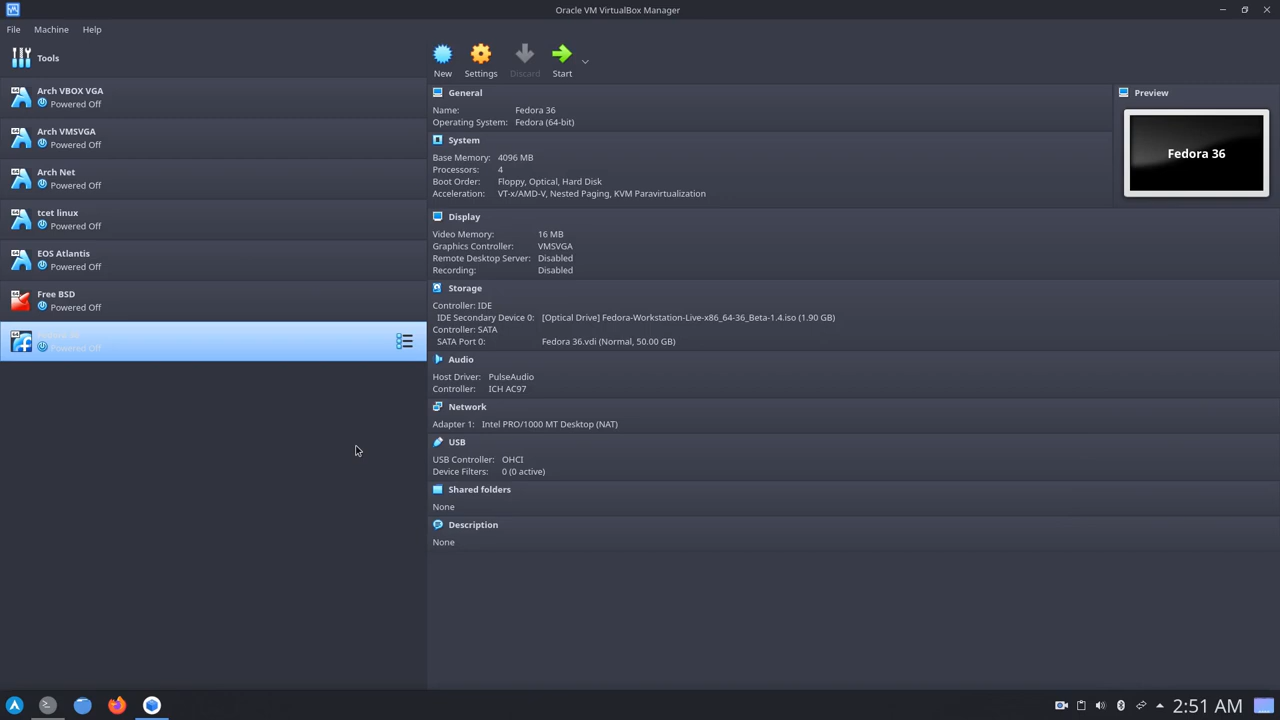 Oracle VM VirtualBox Manager
File Machine Help
Tools
New Settings Discard Start
Arch VBOX VGA
Powered Off
Arch VMSVGA
Powered Off
Arch Net
Powered Off
tcet linux
Powered Off
EOS Atlantis
Powered Off
Free BSD
Powered Off
Powered Off
General
Name: Fedora 36
Operating System: Fedora (64-bit)
System
Base Memory: 4096 MB
Processors: 4
Boot Order: Floppy, Optical, Hard Disk
Acceleration: VT-x/AMD-V, Nested Paging, KVM Paravirtualization
Display
Video Memory: 16 MB
Graphics Controller: VMSVGA
Remote Desktop Server: Disabled
Recording: Disabled
Storage
Controller: IDE
IDE Secondary Device 0: [Optical Drive] Fedora-Workstation-Live-x86_64-36_Beta-1.4.iso (1.90 GB)
Controller: SATA
SATA Port 0: Fedora 36.vdi (Normal, 50.00 GB)
Audio
Host Driver: PulseAudio
Controller: ICH AC97
Network
Adapter 1: Intel PRO/1000 MT Desktop (NAT)
USB
USB Controller: OHCI
Device Filters: 0 (0 active)
Shared folders
None
Description
None
Preview
Fedora 36
2:51 AM